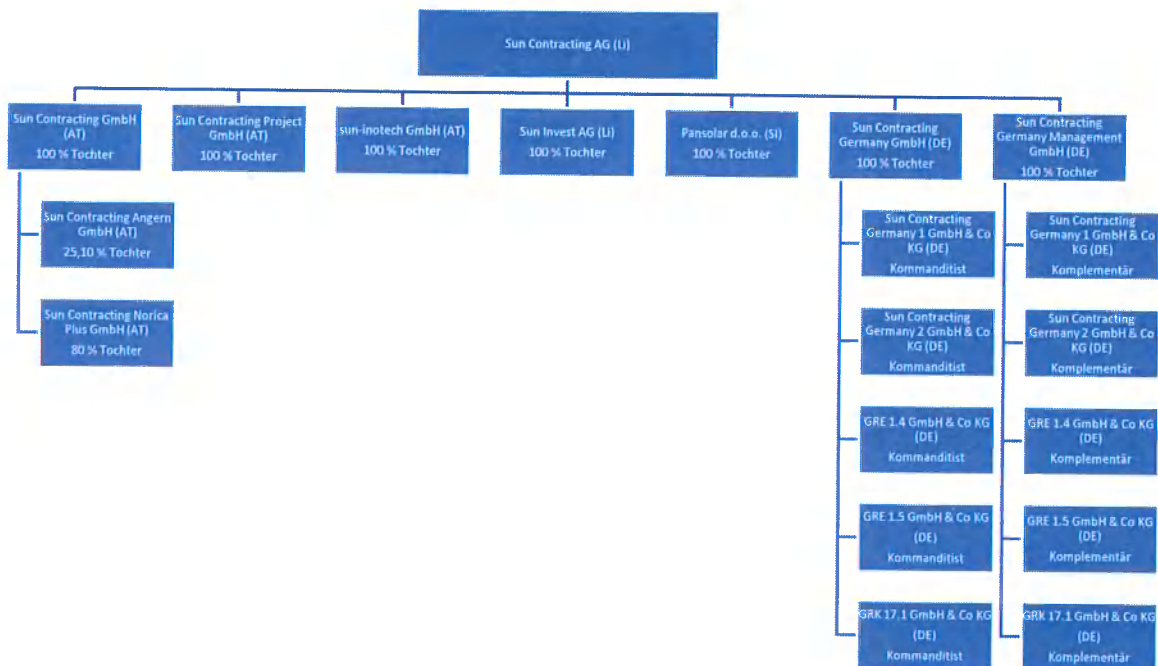 Sun Contracting AG (LI)
Sun Contracting GmbH
(AT)
100 % Tochter
Sun Contracting Project
GmbH (AT)
100 % Tochter
sun-inotech GmbH (AT)
100 % Tochter
Sun Invest AG (LI)
100 % Tochter
Pansolar d.o.o. (SI)
100 % Tochter
Sun Contracting
Germany GmbH (DE)
100 % Tochter
Sun Contracting
Germany Management
GmbH (DE)
100 % Tochter
Sun Contracting Angern
GmbH (AT)
25,10 % Tochter
Sun Contracting Norica
Plus GmbH (AT)
80 % Tochter
Sun Contracting
Germany 1 GmbH & Co
KG (DE)
Kommanditist
Sun Contracting
Germany 2 GmbH & Co
KG (DE)
Kommanditist
GRE 1.4 GmbH & Co KG
(DE)
Kommanditist
GRE 1.5 GmbH & Co KG
(DE)
Kommanditist
GRK 17.1 GmbH & Co KG
(DE)
Kommanditist
Sun Contracting
Germany 1 GmbH & Co
KG (DE)
Komplementär
Sun Contracting
Germany 2 GmbH & Co
KG (DE)
Komplementär
GRE 1.4 GmbH & Co KG
(DE)
Komplementär
GRE 1.5 GmbH & Co KG
(DE)
Komplementär
GRK 17.1 GmbH & Co KG
(DE)
Komplementär